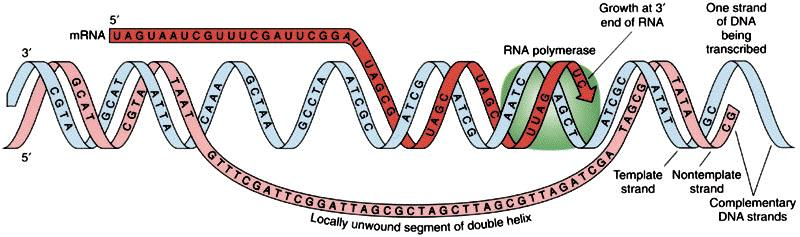 5′
mRNA
UAGUAAUCGUUUCGAUUCGGAU
UAGCG
UAGC
UAGC
UUAG
UC
Growth at 3′
end of RNA
RNA polymerase
One strand
of DNA
being
transcribed
3′
5′
CGTA
GCAT
GCAT
CGTA
ATTA
TAAT
CAAA
GCTAA
GCCTA
ATCGC
ATCG
ATCG
AATC
AGCT
ATCGC
TAGCG
ATAT
TATA
GC
CG
GTTTCGATTCGGATTAGCGCTAGCTTAGCGTTAGATCGA
Locally unwound segment of double helix
Template
strand
Nontemplate
strand
Complementary
DNA strands